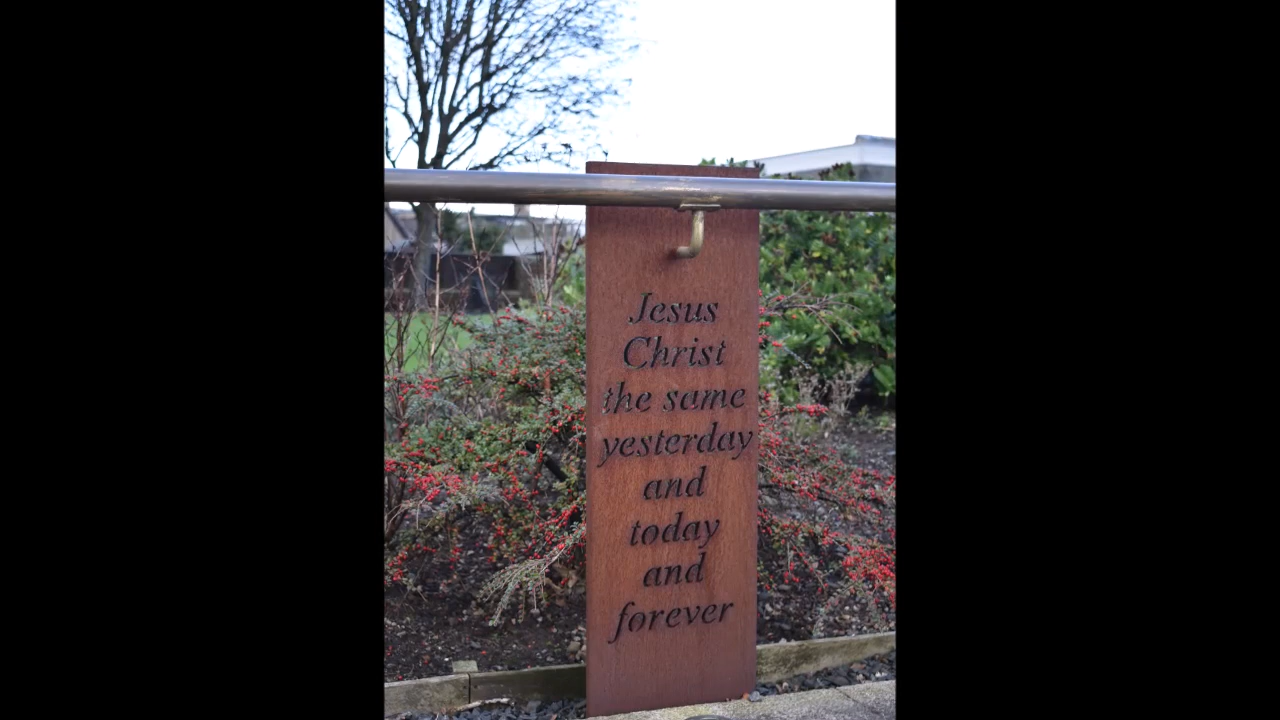 Jesus
Christ
the same
yesterday
and
today
and
forever